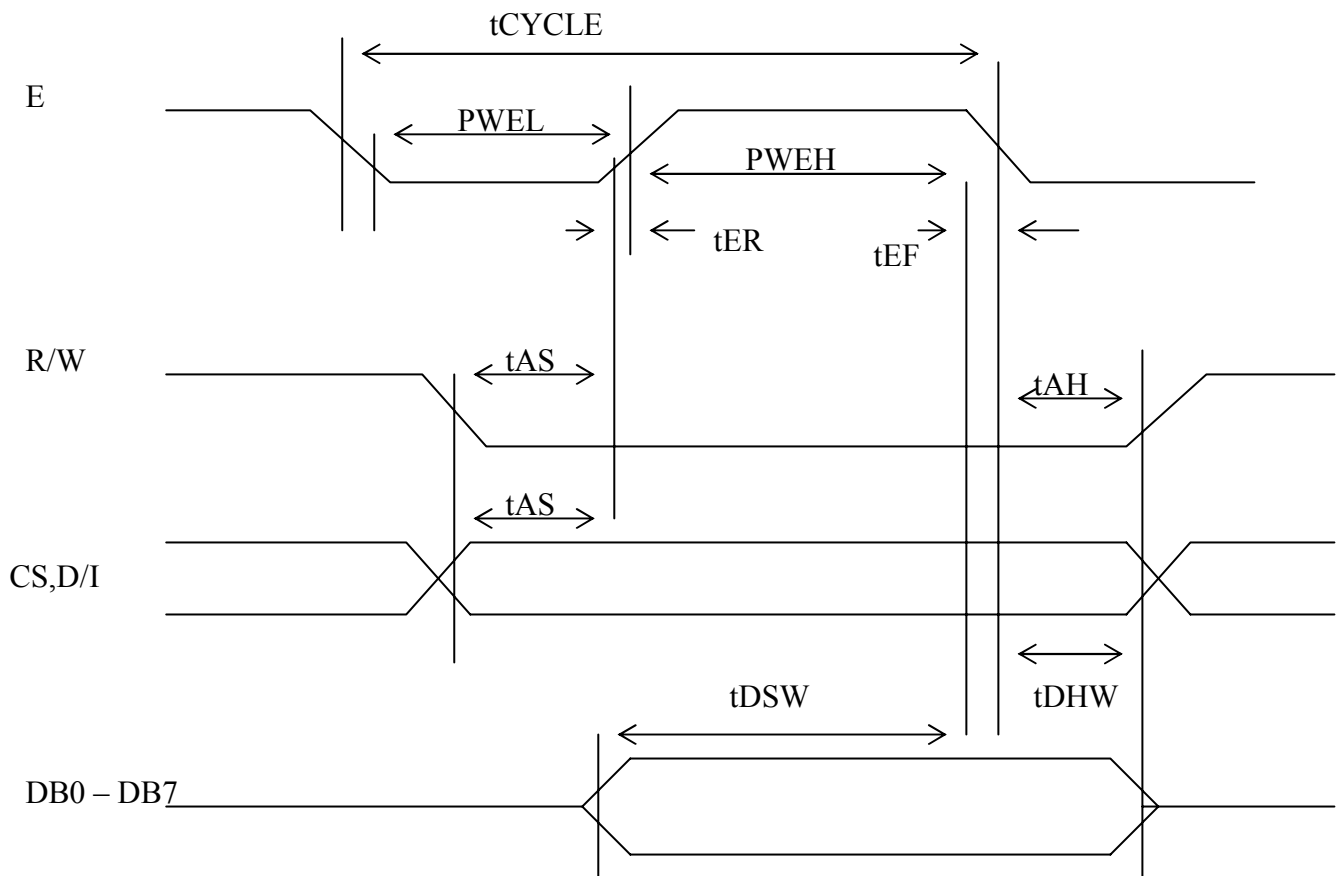 tCYCLE
E
PWEL
PWEH
tER
tEF
R/W
tAS
tAH
tAS
CS,D/I
tDSW
tDHW
DB0 – DB7